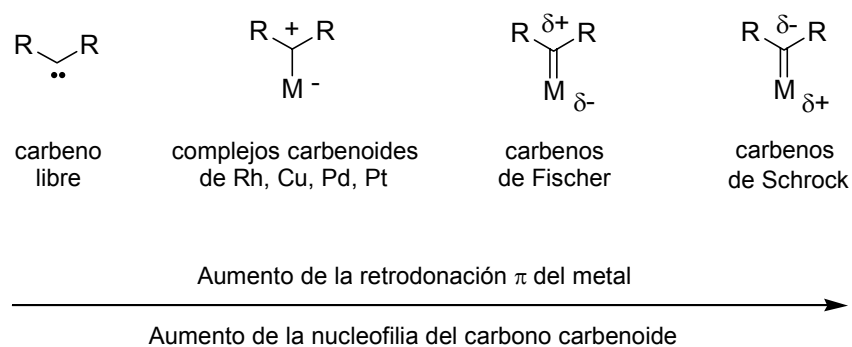 R R R + R R δ+ R R δ- R
M - M δ- M δ+
carbeno complejos carbenoides carbenos carbenos
libre de Rh, Cu, Pd, Pt de Fischer de Schrock
Aumento de la retrodonación π del metal
Aumento de la nucleofilia del carbono carbenoide